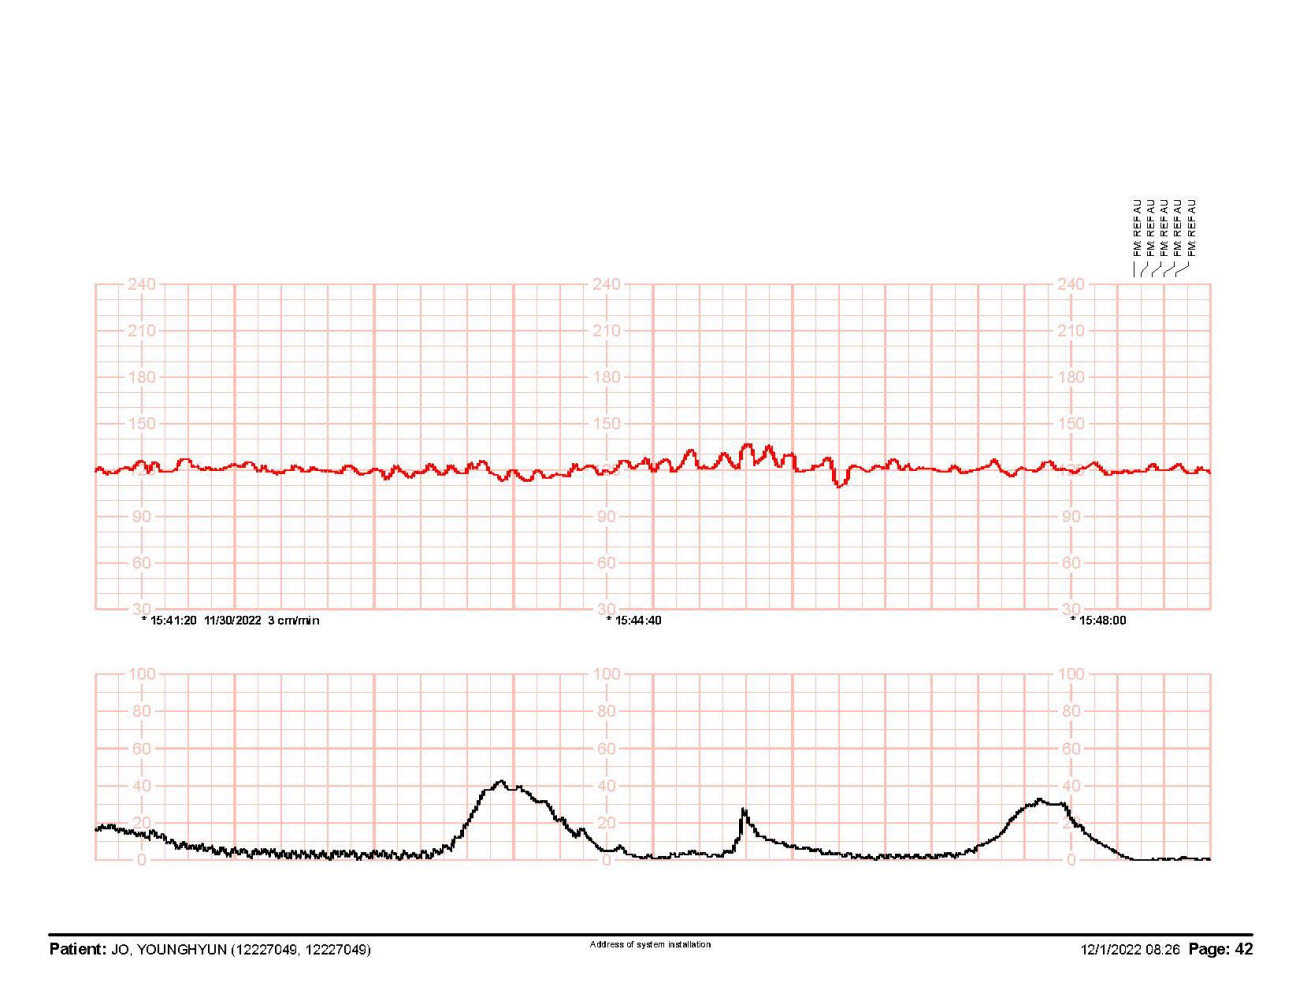 FM: REF AU
FM: REF AU
FM: REF AU
FM: REF AU
FM: REF AU
240 240 240
210 210 210
180 180 180
150 150 150
90 90 90
60 60 60
30 30 30
* 15:41:20 11/30/2022 3 cm/min * 15:44:40 * 15:48:00
100 100 100
80 80 80
60 60 60
40 40 40
20 20
0 0 0
Patient: JO, YOUNGHYUN (12227049, 12227049) Address of system installation 12/1/2022 08:26 Page: 42